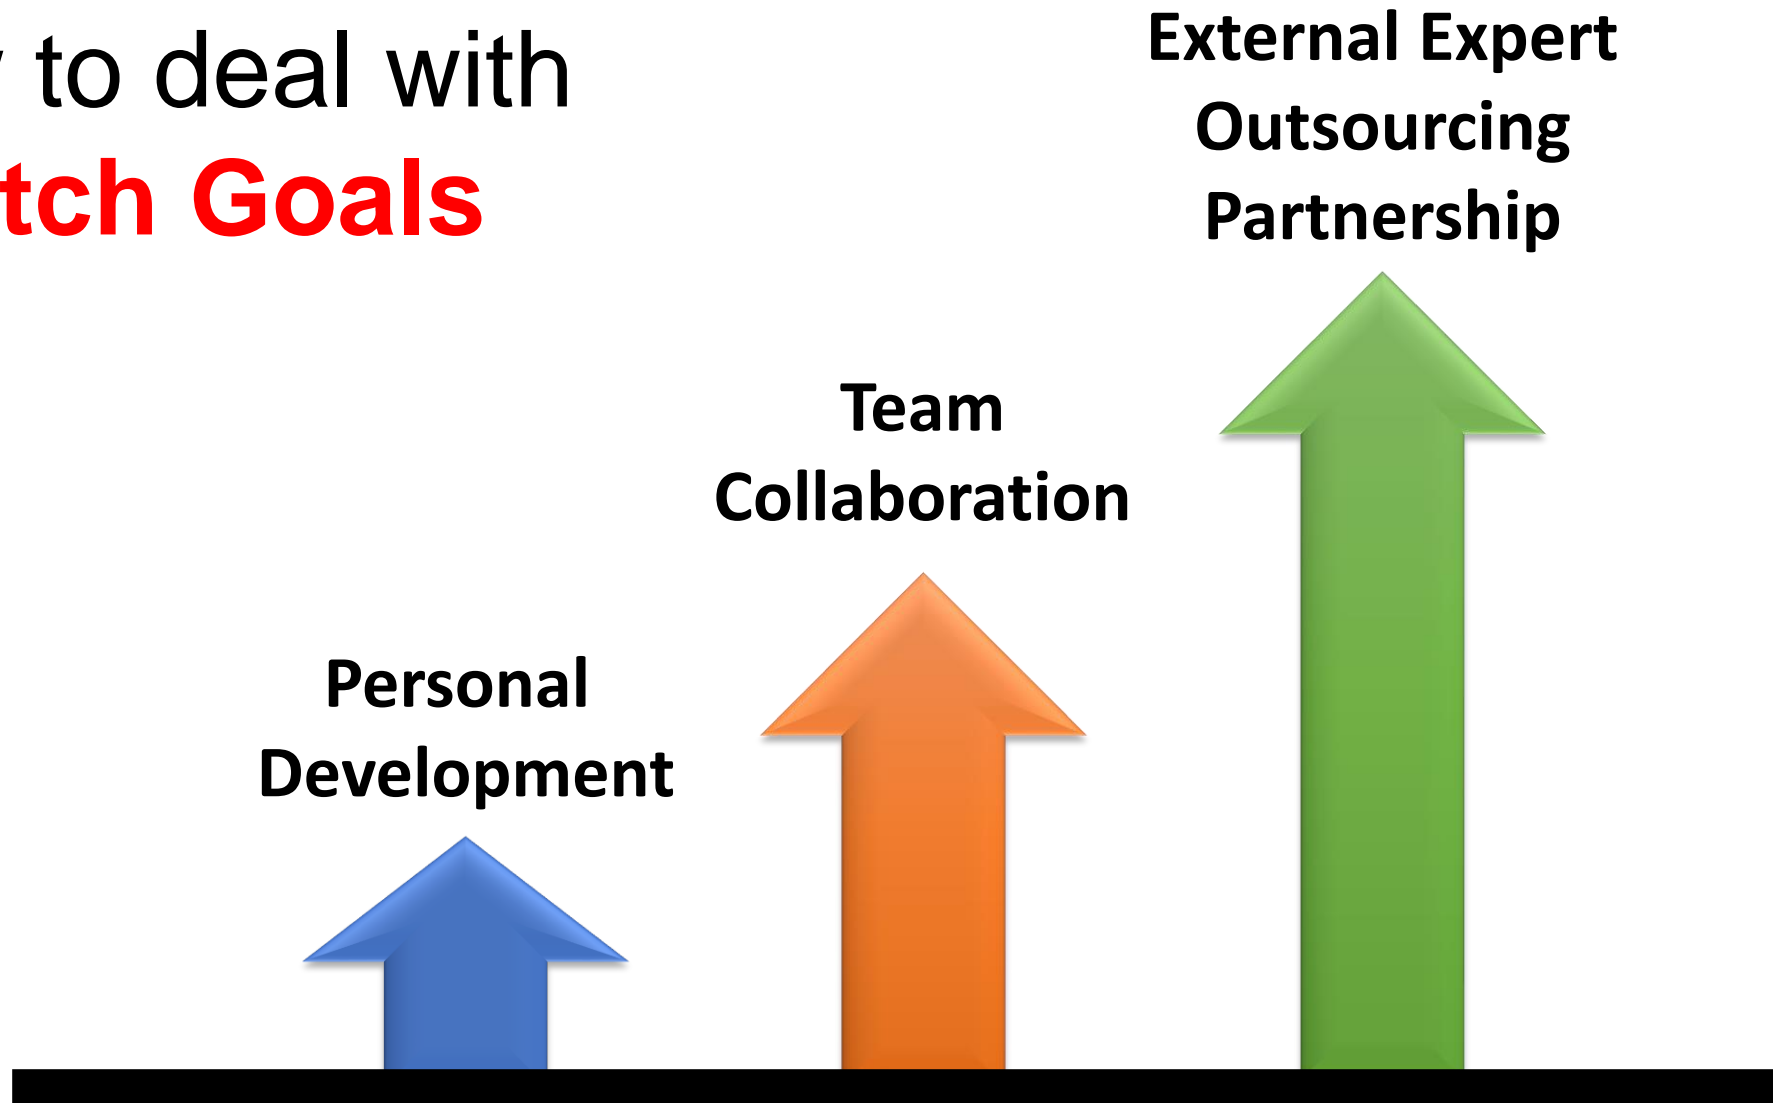 to deal with
tch Goals
External Expert
Outsourcing
Partnership
Team
Collaboration
Personal
Development